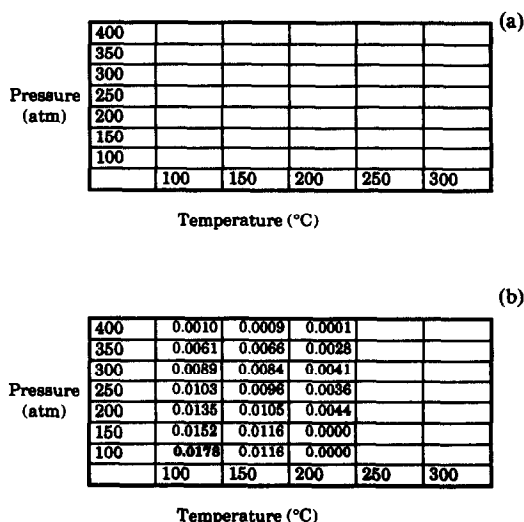 (a)
400
350
300
Pressure 250
(atm) 200
150
100
100 150 200 250 300
Temperature (°C)
(b)
400 0.0010 0.0009 0.0001
350 0.0061 0.0066 0.0028
300 0.0089 0.0084 0.0041
Pressure 250 0.0103 0.0096 0.0036
(atm) 200 0.0135 0.0105 0.0044
150 0.0152 0.0116 0.0000
100 0.0178 0.0116 0.0000
100 150 200 250 300
Temperature (°C)